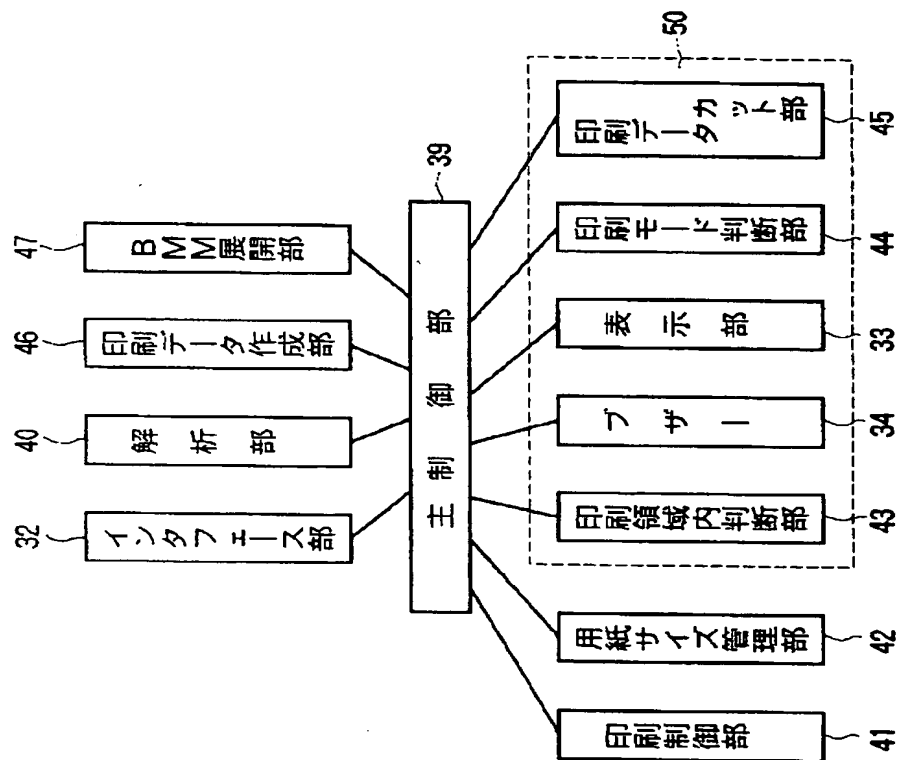 47
BMM展開部
46
印刷データ作成部
40
解析部
32
インタフェース部
39
主制御部
50
印刷データ
カット部
45
印刷モード判断部
44
表示部
33
ブザー
34
印刷領域内判断部
43
用紙サイズ管理部
42
印刷制御部
41